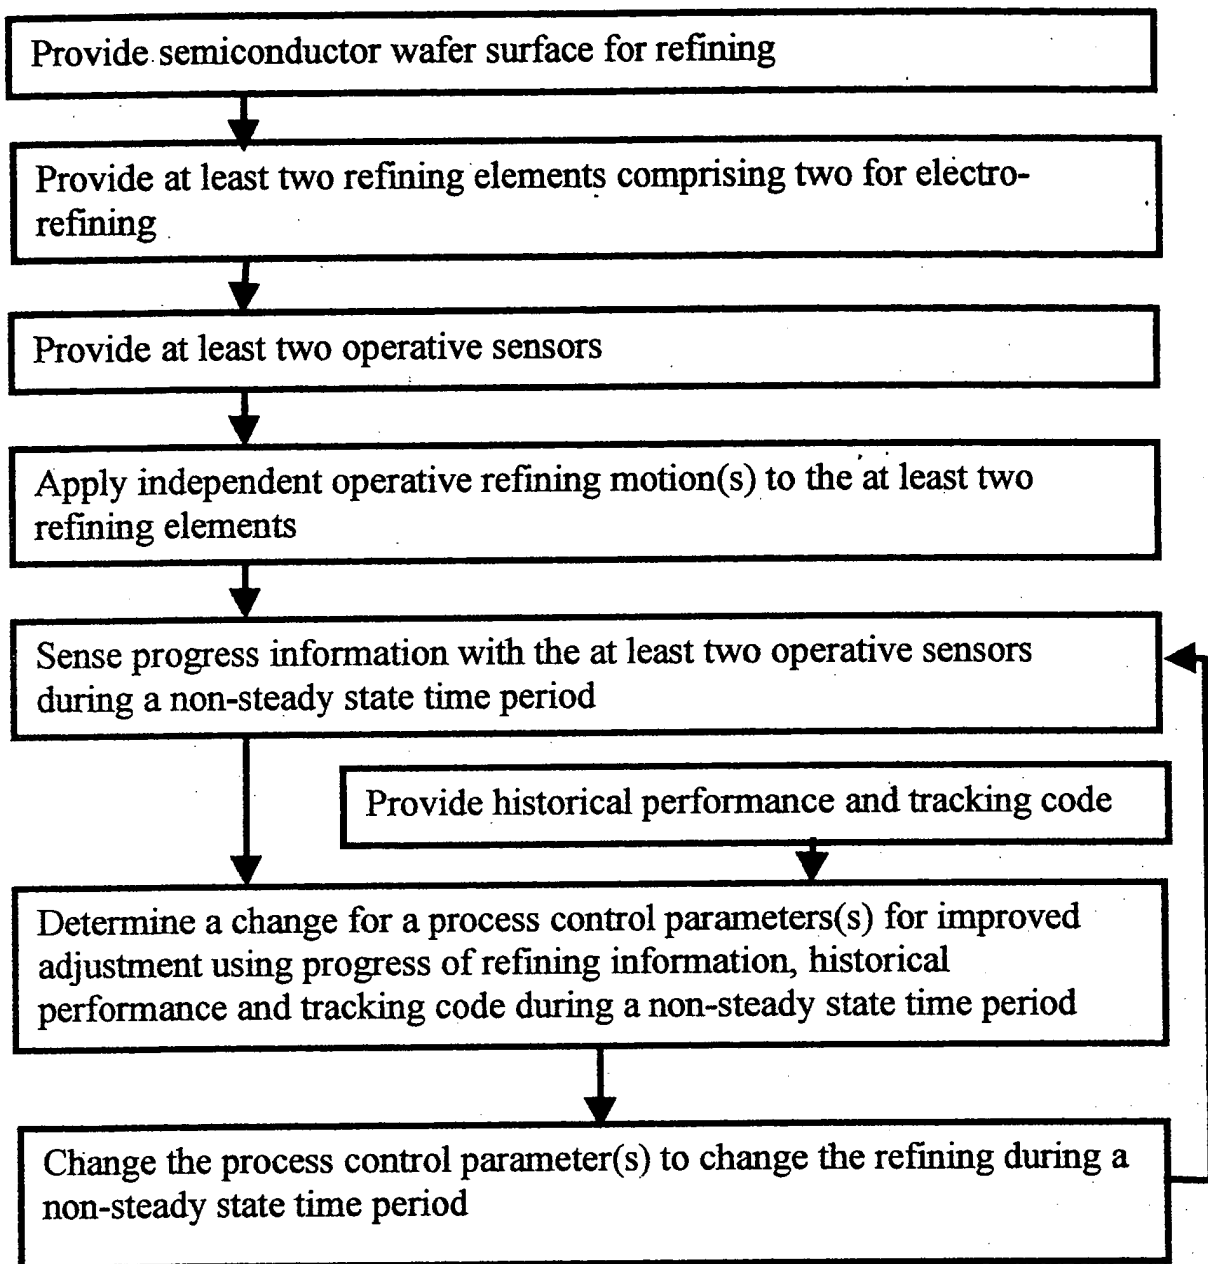 Provide semiconductor wafer surface for refining
Provide at least two refining elements comprising two for electro-
refining
Provide at least two operative sensors
Apply independent operative refining motion(s) to the at least two
refining elements
Sense progress information with the at least two operative sensors
during a non-steady state time period
Provide historical performance and tracking code
Determine a change for a process control parameters(s) for improved
adjustment using progress of refining information, historical
performance and tracking code during a non-steady state time period
Change the process control parameter(s) to change the refining during a
non-steady state time period